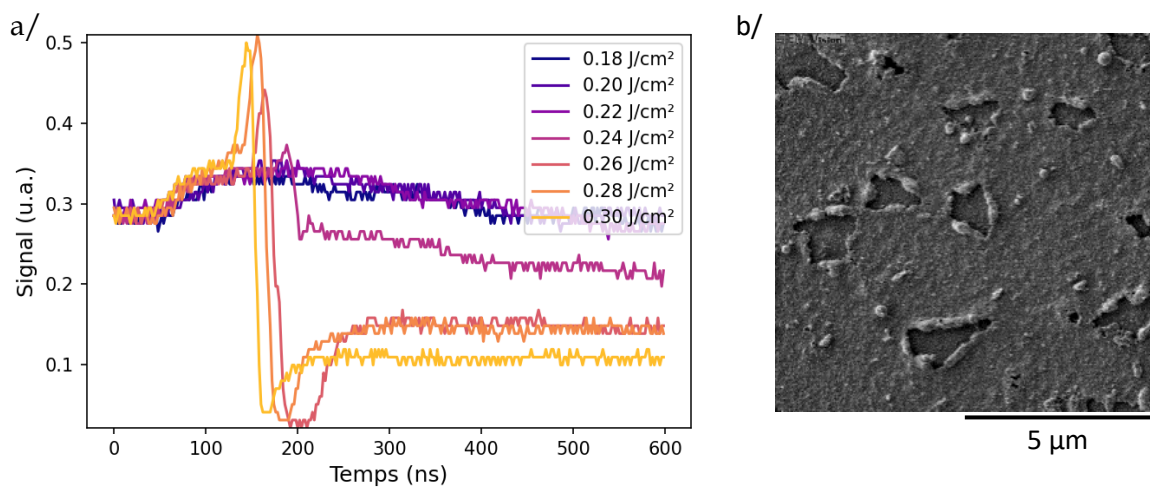 a/
0.5
0.4
0.3
0.2
0.1
Signal (u.a.)
0.18 J/cm²
0.20 J/cm²
0.22 J/cm²
0.24 J/cm²
0.26 J/cm²
0.28 J/cm²
0.30 J/cm²
0 100 200 300 400 500 600
Temps (ns)
b/
5 µm